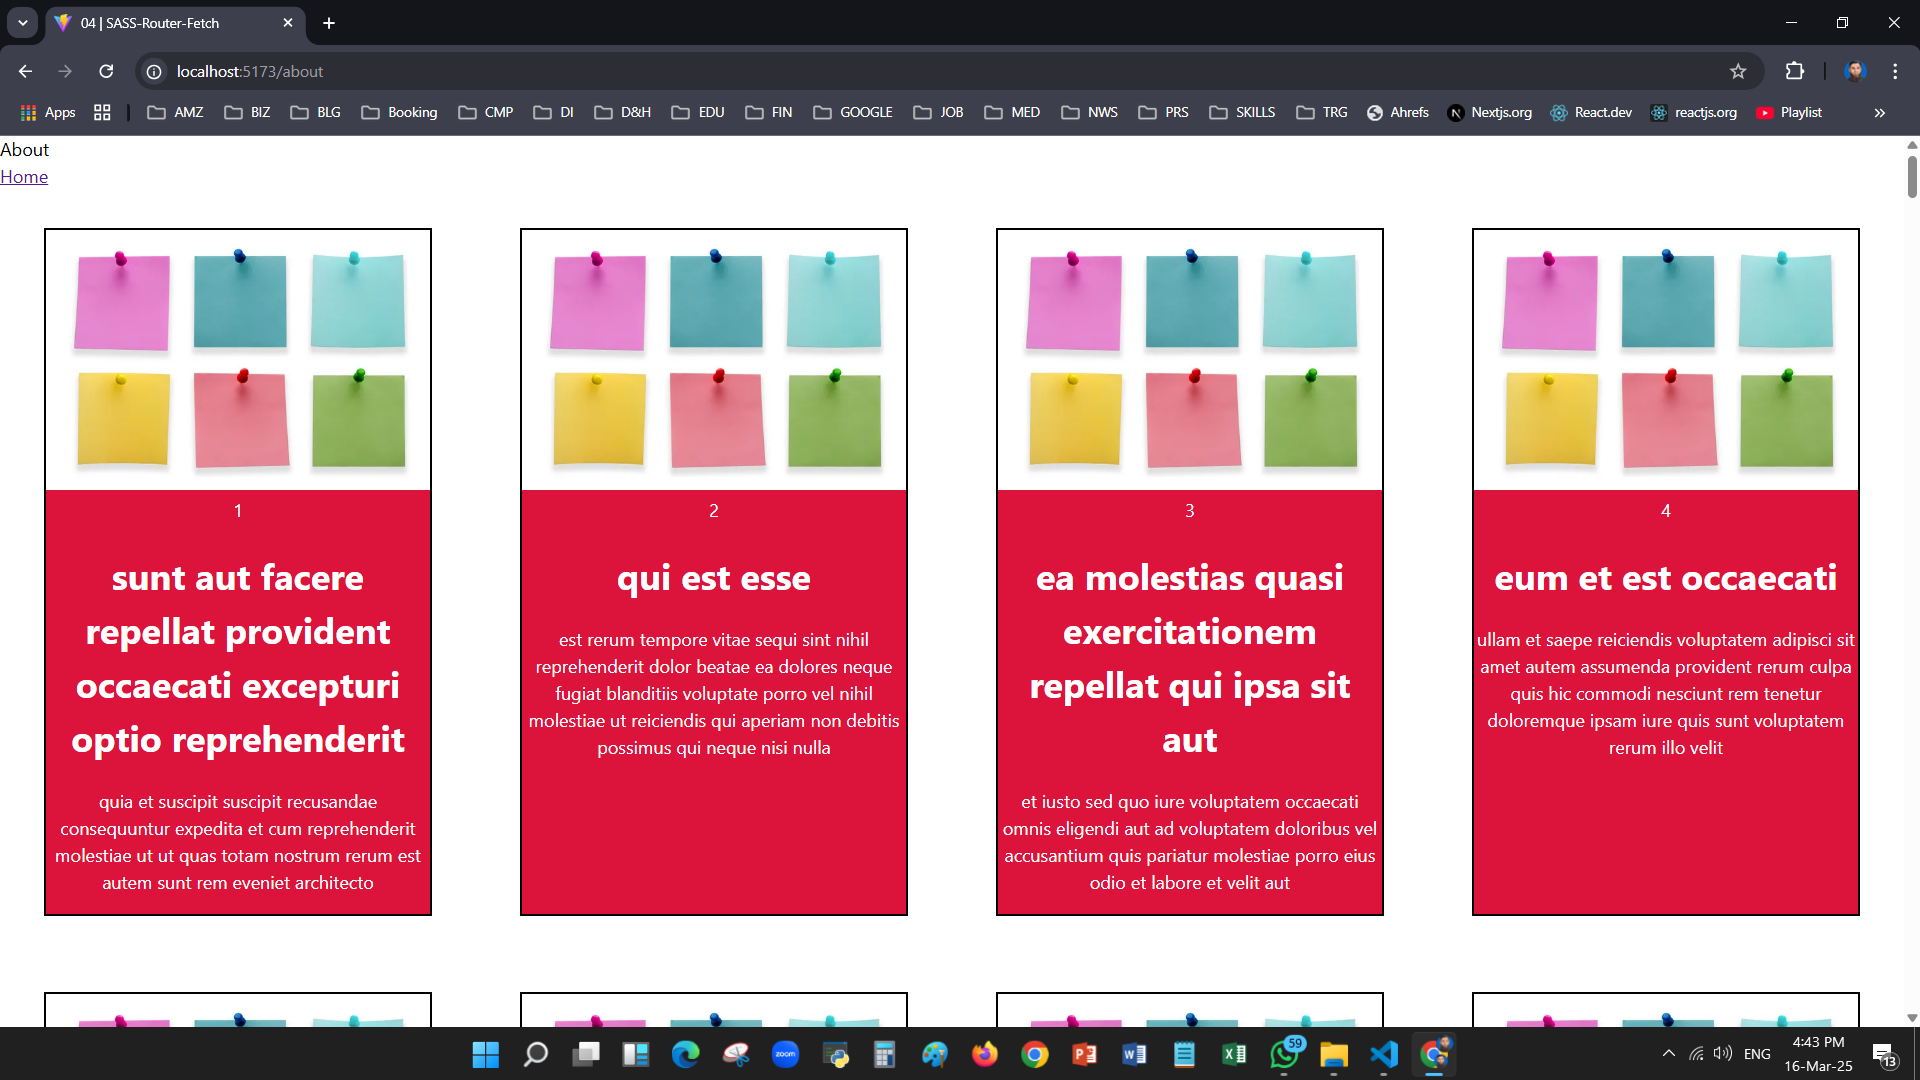 04 | SASS-Router-Fetch
localhost:5173/about
Apps AMZ BIZ BLG Booking CMP DI D&H EDU FIN GOOGLE JOB MED NWS PRS SKILLS TRG Ahrefs Nextjs.org React.dev reactjs.org Playlist
About
Home
1
sunt aut facere
repellat provident
occaecati excepturi
optio reprehenderit
quia et suscipit suscipit recusandae
consequuntur expedita et cum reprehenderit
molestiae ut ut quas totam nostrum rerum est
autem sunt rem eveniet architecto
2
qui est esse
est rerum tempore vitae sequi sint nihil
reprehenderit dolor beatae ea dolores neque
fugiat blanditiis voluptate porro vel nihil
molestiae ut reiciendis qui aperiam non debitis
possimus qui neque nisi nulla
3
ea molestias quasi
exercitationem
repellat qui ipsa sit
aut
et iusto sed quo iure voluptatem occaecati
omnis eligendi aut ad voluptatem doloribus vel
accusantium quis pariatur molestiae porro eius
odio et labore et velit aut
4
eum et est occaecati
ullam et saepe reiciendis voluptatem adipisci sit
amet autem assumenda provident rerum culpa
quis hic commodi nesciunt rem tenetur
doloremque ipsam iure quis sunt voluptatem
rerum illo velit
zoom
59
ENG
4:43 PM
16-Mar-25
13